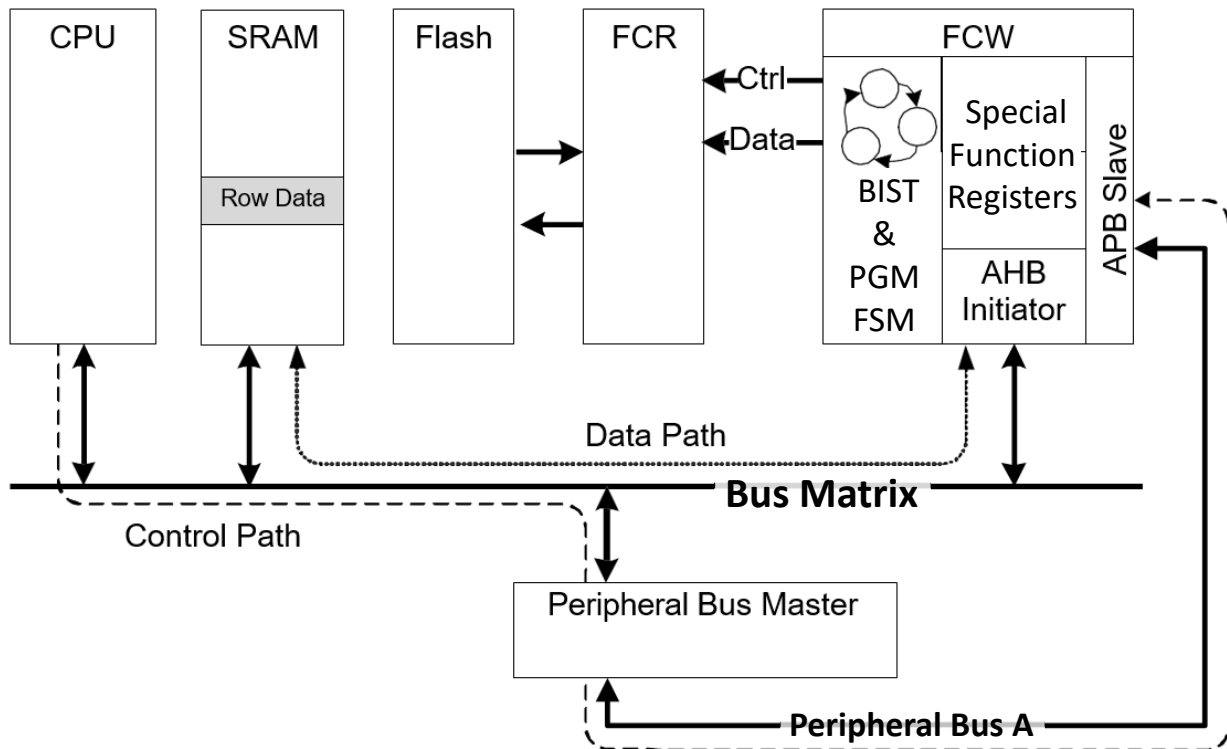 CPU
SRAM
Flash
FCR
FCW
Ctrl
Data
Row Data
BIST
&
PGM
FSM
Special
Function
Registers
AHB
Initiator
APB Slave
Data Path
Bus Matrix
Control Path
Peripheral Bus Master
Peripheral Bus A